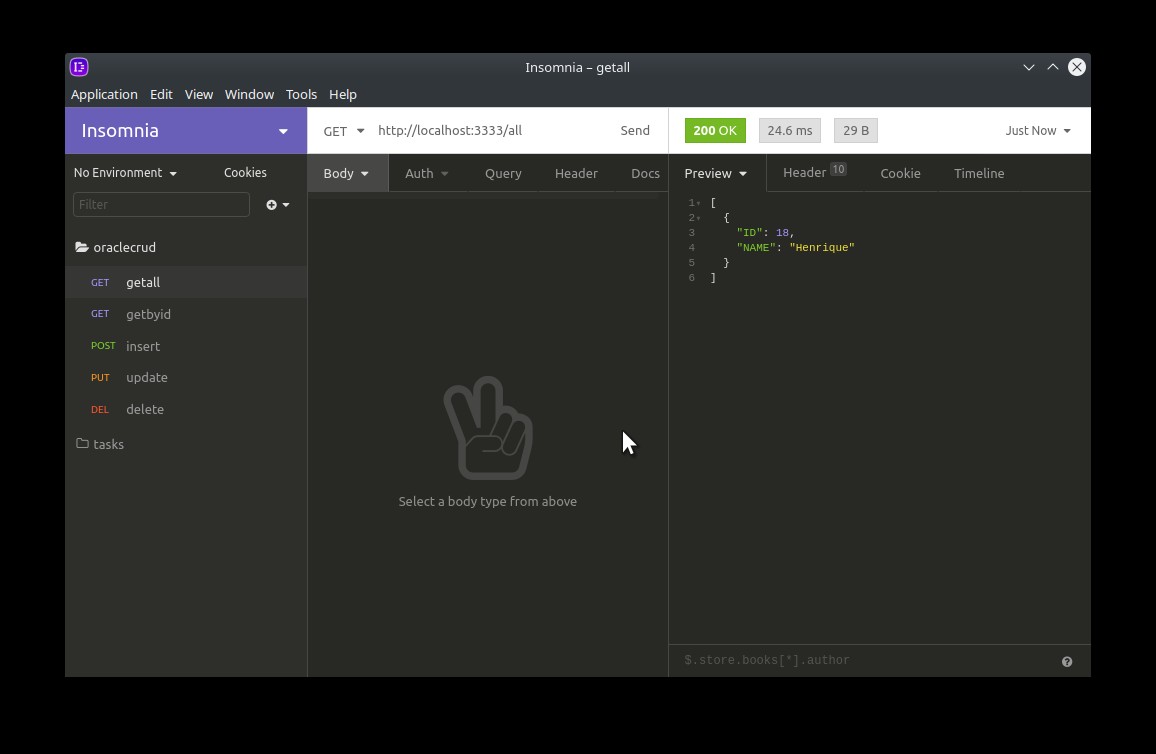 Insomnia – getall
Application Edit View Window Tools Help
Insomnia
GET http://localhost:3333/all Send
200 OK 24.6 ms 29 B Just Now
No Environment Cookies
Body Auth Query Header Docs
Preview Header 10 Cookie Timeline
Filter
oraclecrud
GET getall
GET getbyid
POST insert
PUT update
DEL delete
tasks
Select a body type from above
1 [
2 {
3 "ID": 18,
4 "NAME": "Henrique"
5 }
6 ]
$.store.books[*].author